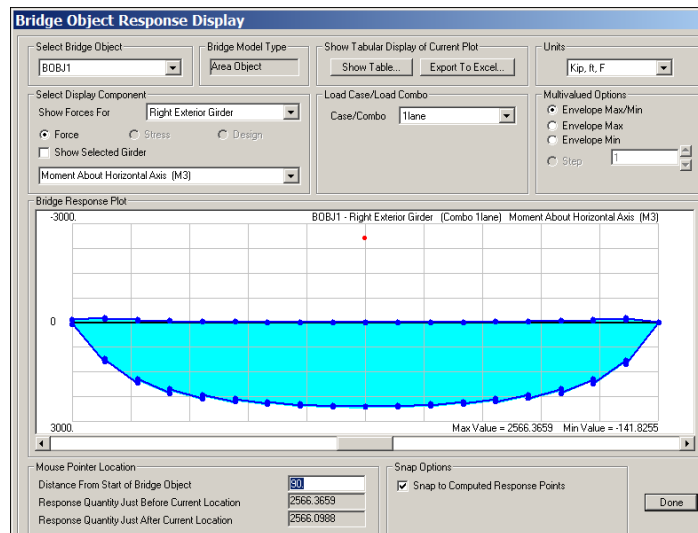 Bridge Object Response Display
Select Bridge Object
BOBJ1
Bridge Model Type
Area Object
Show Tabular Display of Current Plot
Show Table...
Export To Excel...
Units
Kip, ft, F
Select Display Component
Show Forces For
Right Exterior Girder
Force
Stress
Design
Show Selected Girder
Moment About Horizontal Axis (M3)
Load Case/Load Combo
Case/Combo
1lane
Multivalued Options
Envelope Max/Min
Envelope Max
Envelope Min
Step
1
Bridge Response Plot
-3000.
BOBJ1 - Right Exterior Girder (Combo 1lane) Moment About Horizontal Axis (M3)
0
3000.
Max Value = 2566.3659 Min Value = -141.8255
Mouse Pointer Location
Distance From Start of Bridge Object
90.
Response Quantity Just Before Current Location
2566.3659
Response Quantity Just After Current Location
2566.0988
Snap Options
Snap to Computed Response Points
Done